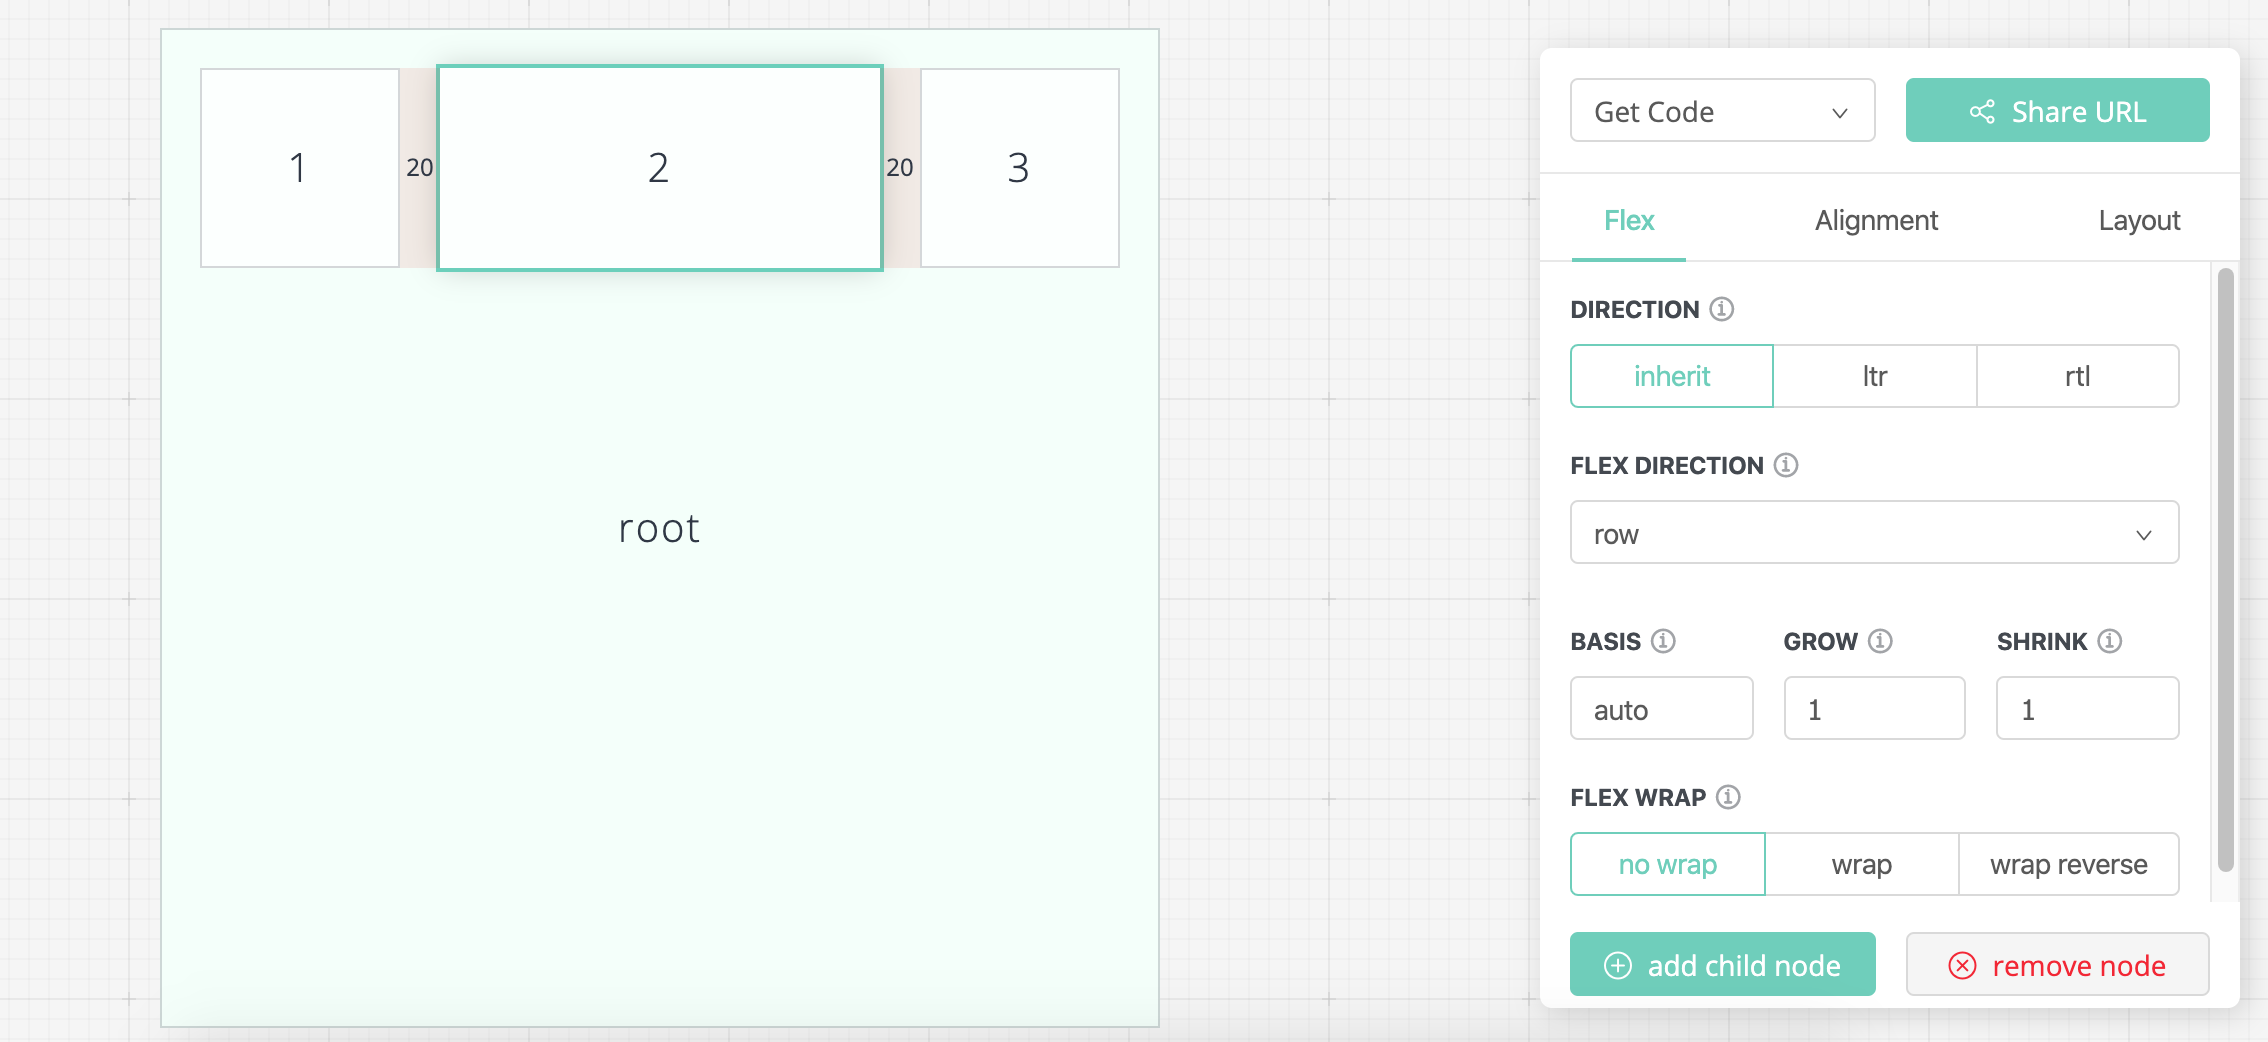 1 20 2 20 3
root
Get Code Share URL
Flex Alignment Layout
DIRECTION
inherit ltr rtl
FLEX DIRECTION
row
BASIS GROW SHRINK
auto 1 1
FLEX WRAP
no wrap wrap wrap reverse
add child node remove node